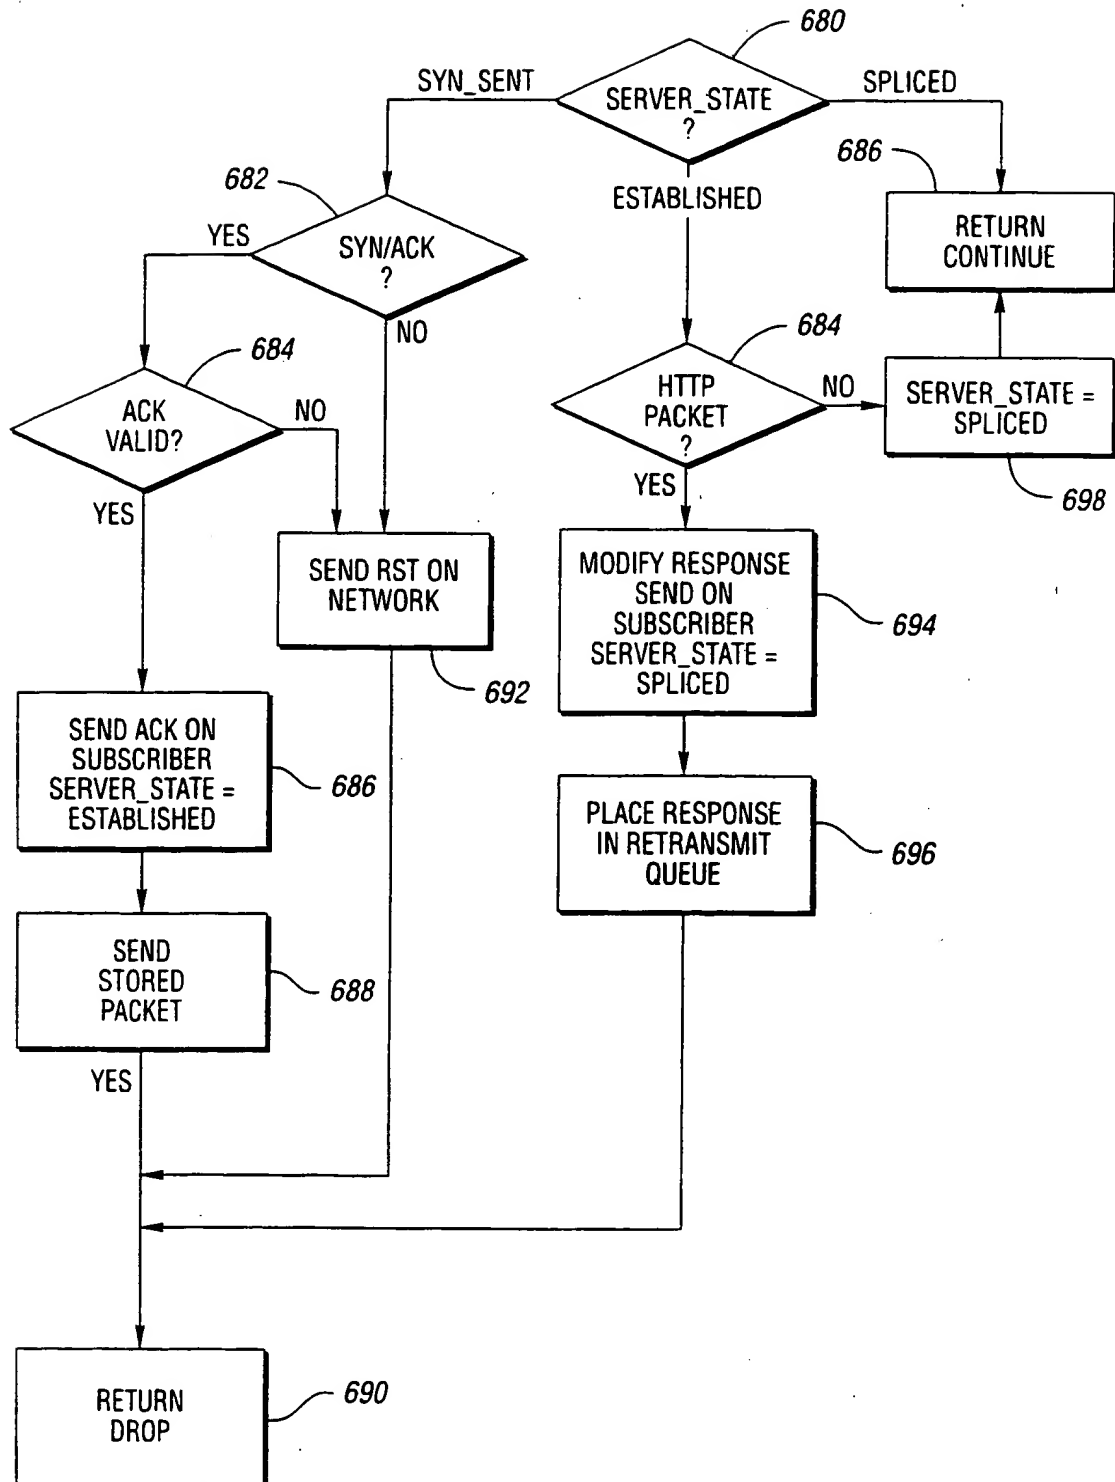 680
SYN_SENT
SERVER_STATE
?
SPLICED
686
682
ESTABLISHED
RETURN
CONTINUE
YES
SYN/ACK
?
NO
684
684
ACK
VALID?
NO
HTTP
PACKET
?
NO
SERVER_STATE =
SPLICED
YES
YES
698
SEND RST ON
NETWORK
MODIFY RESPONSE
SEND ON
SUBSCRIBER
SERVER_STATE =
SPLICED
694
692
SEND ACK ON
SUBSCRIBER
SERVER_STATE =
ESTABLISHED
686
PLACE RESPONSE
IN RETRANSMIT
QUEUE
696
SEND
STORED
PACKET
688
YES
RETURN
DROP
690